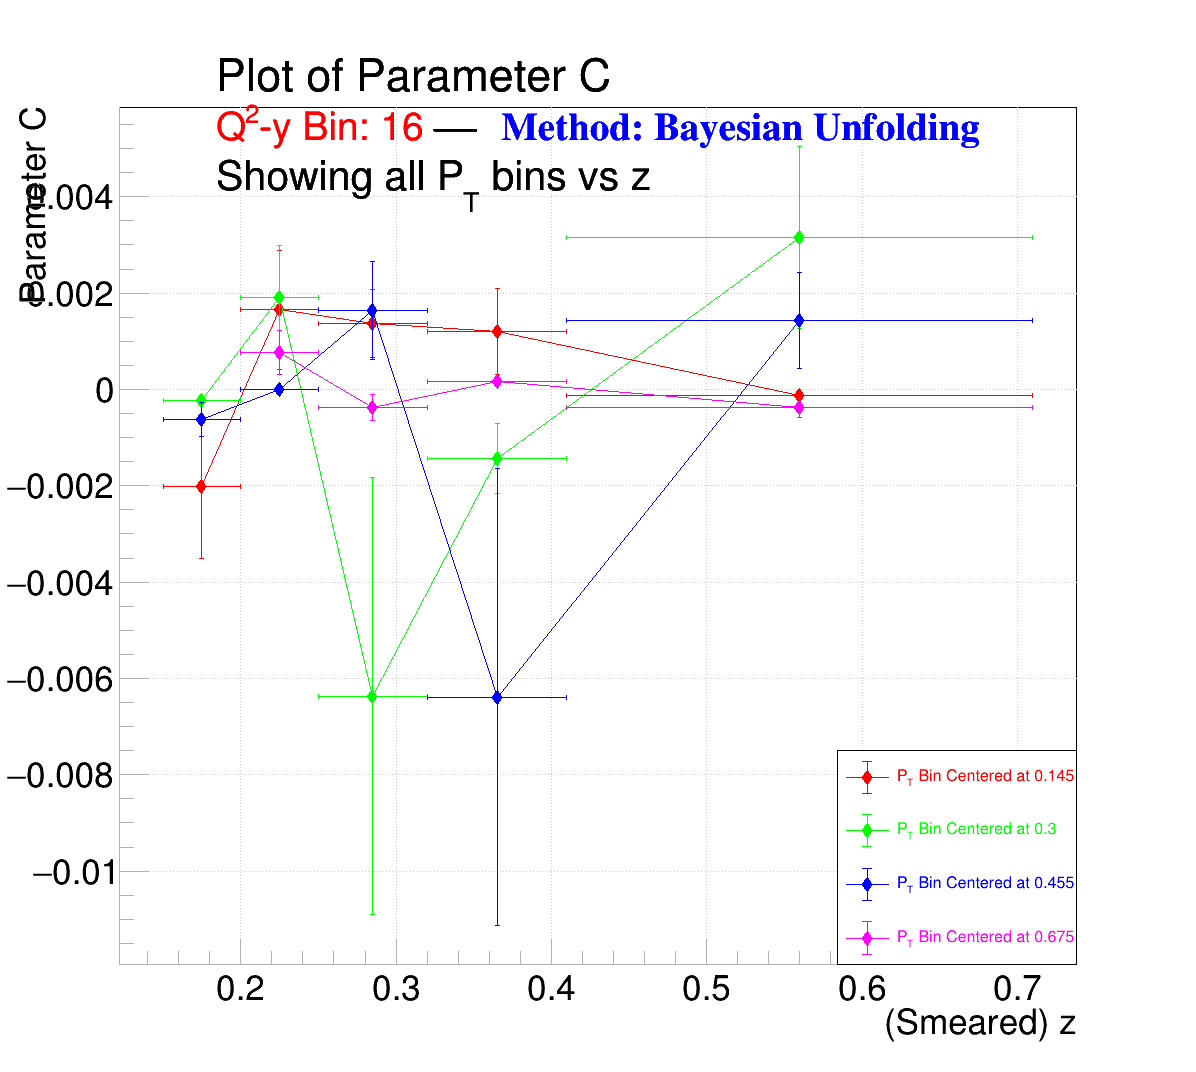 Plot of Parameter C
Q²-y Bin: 16 — Method: Bayesian Unfolding
Showing all P_T bins vs z
Parameter C
0.004
0.002
0
−0.002
−0.004
−0.006
−0.008
−0.01
P_T Bin Centered at 0.145
P_T Bin Centered at 0.3
P_T Bin Centered at 0.455
P_T Bin Centered at 0.675
0.2 0.3 0.4 0.5 0.6 0.7
(Smeared) z